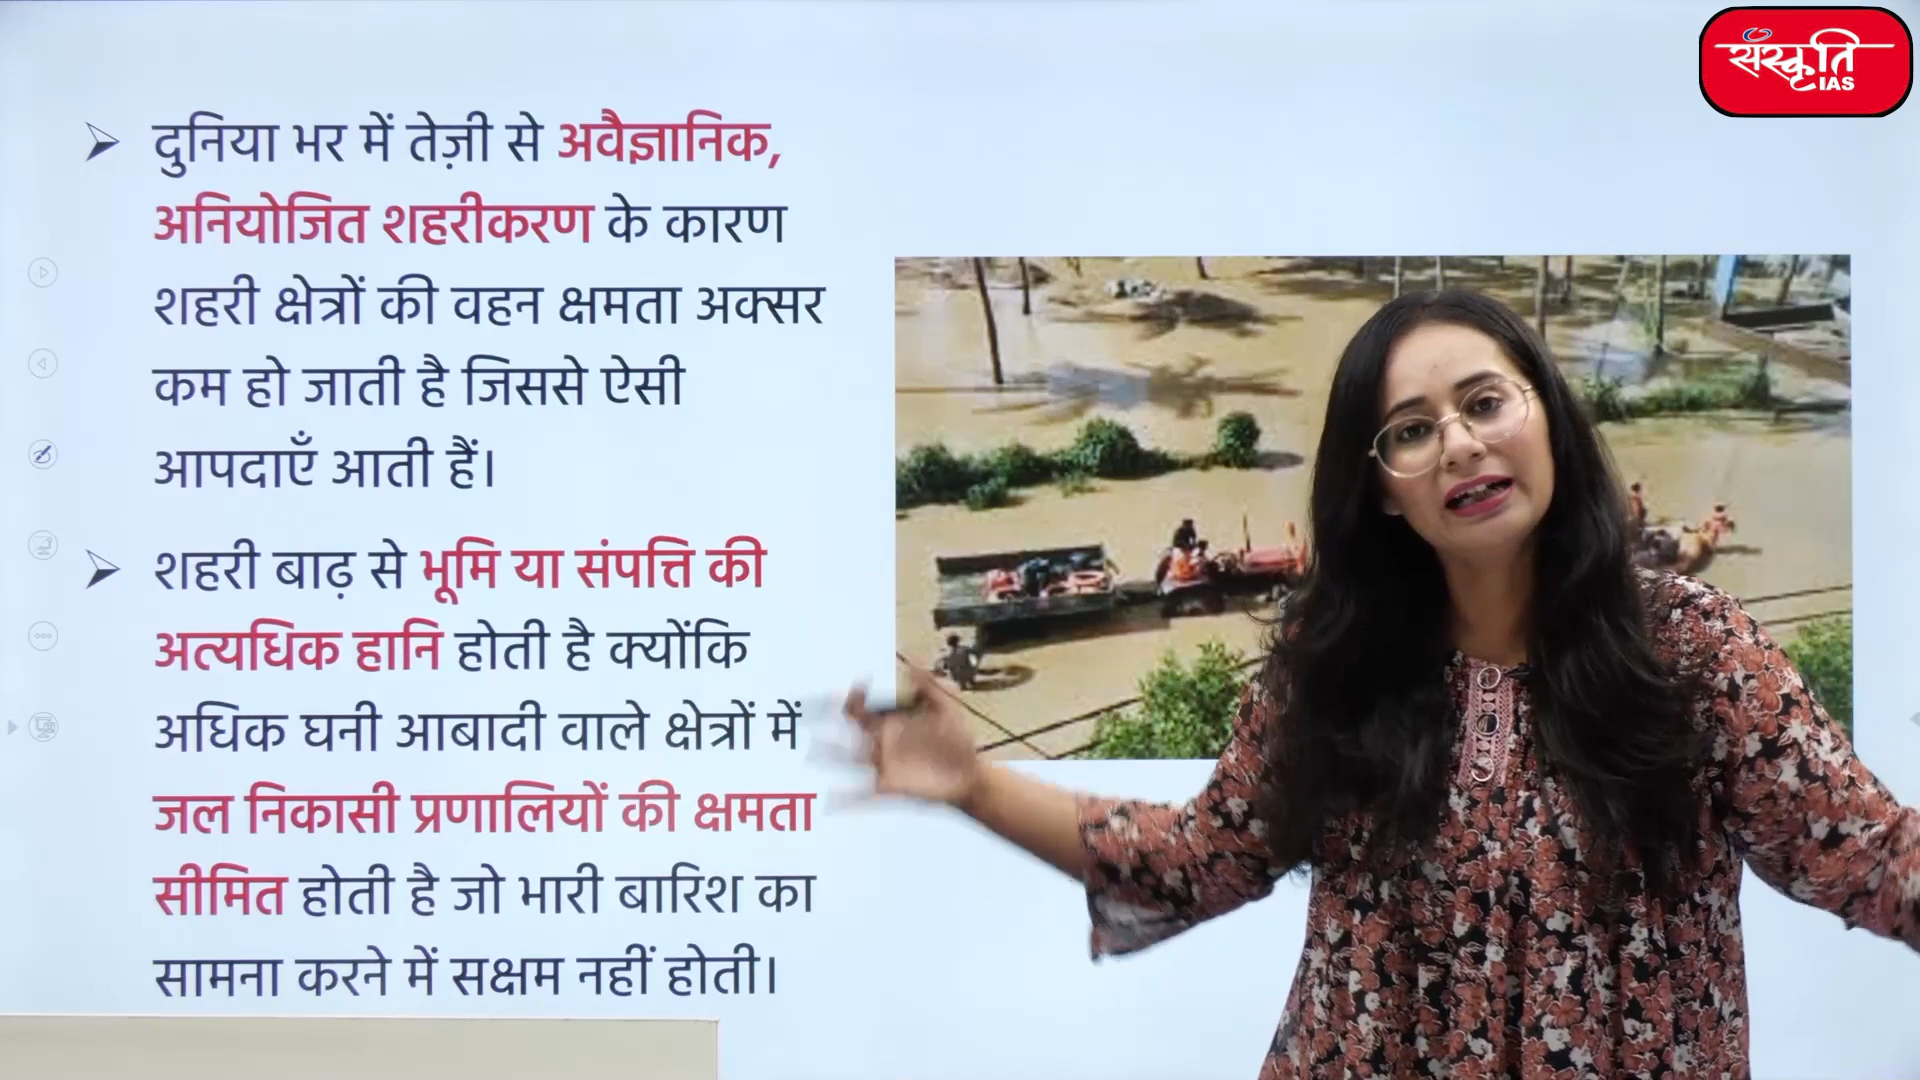 संस्कृति
IAS
दुनिया भर में तेज़ी से अवैज्ञानिक,
अनियोजित शहरीकरण के कारण
शहरी क्षेत्रों की वहन क्षमता अक्सर
कम हो जाती है जिससे ऐसी
आपदाएँ आती हैं।
शहरी बाढ़ से भूमि या संपत्ति की
अत्यधिक हानि होती है क्योंकि
अधिक घनी आबादी वाले क्षेत्रों में
जल निकासी प्रणालियों की क्षमता
सीमित होती है जो भारी बारिश का
सामना करने में सक्षम नहीं होती।